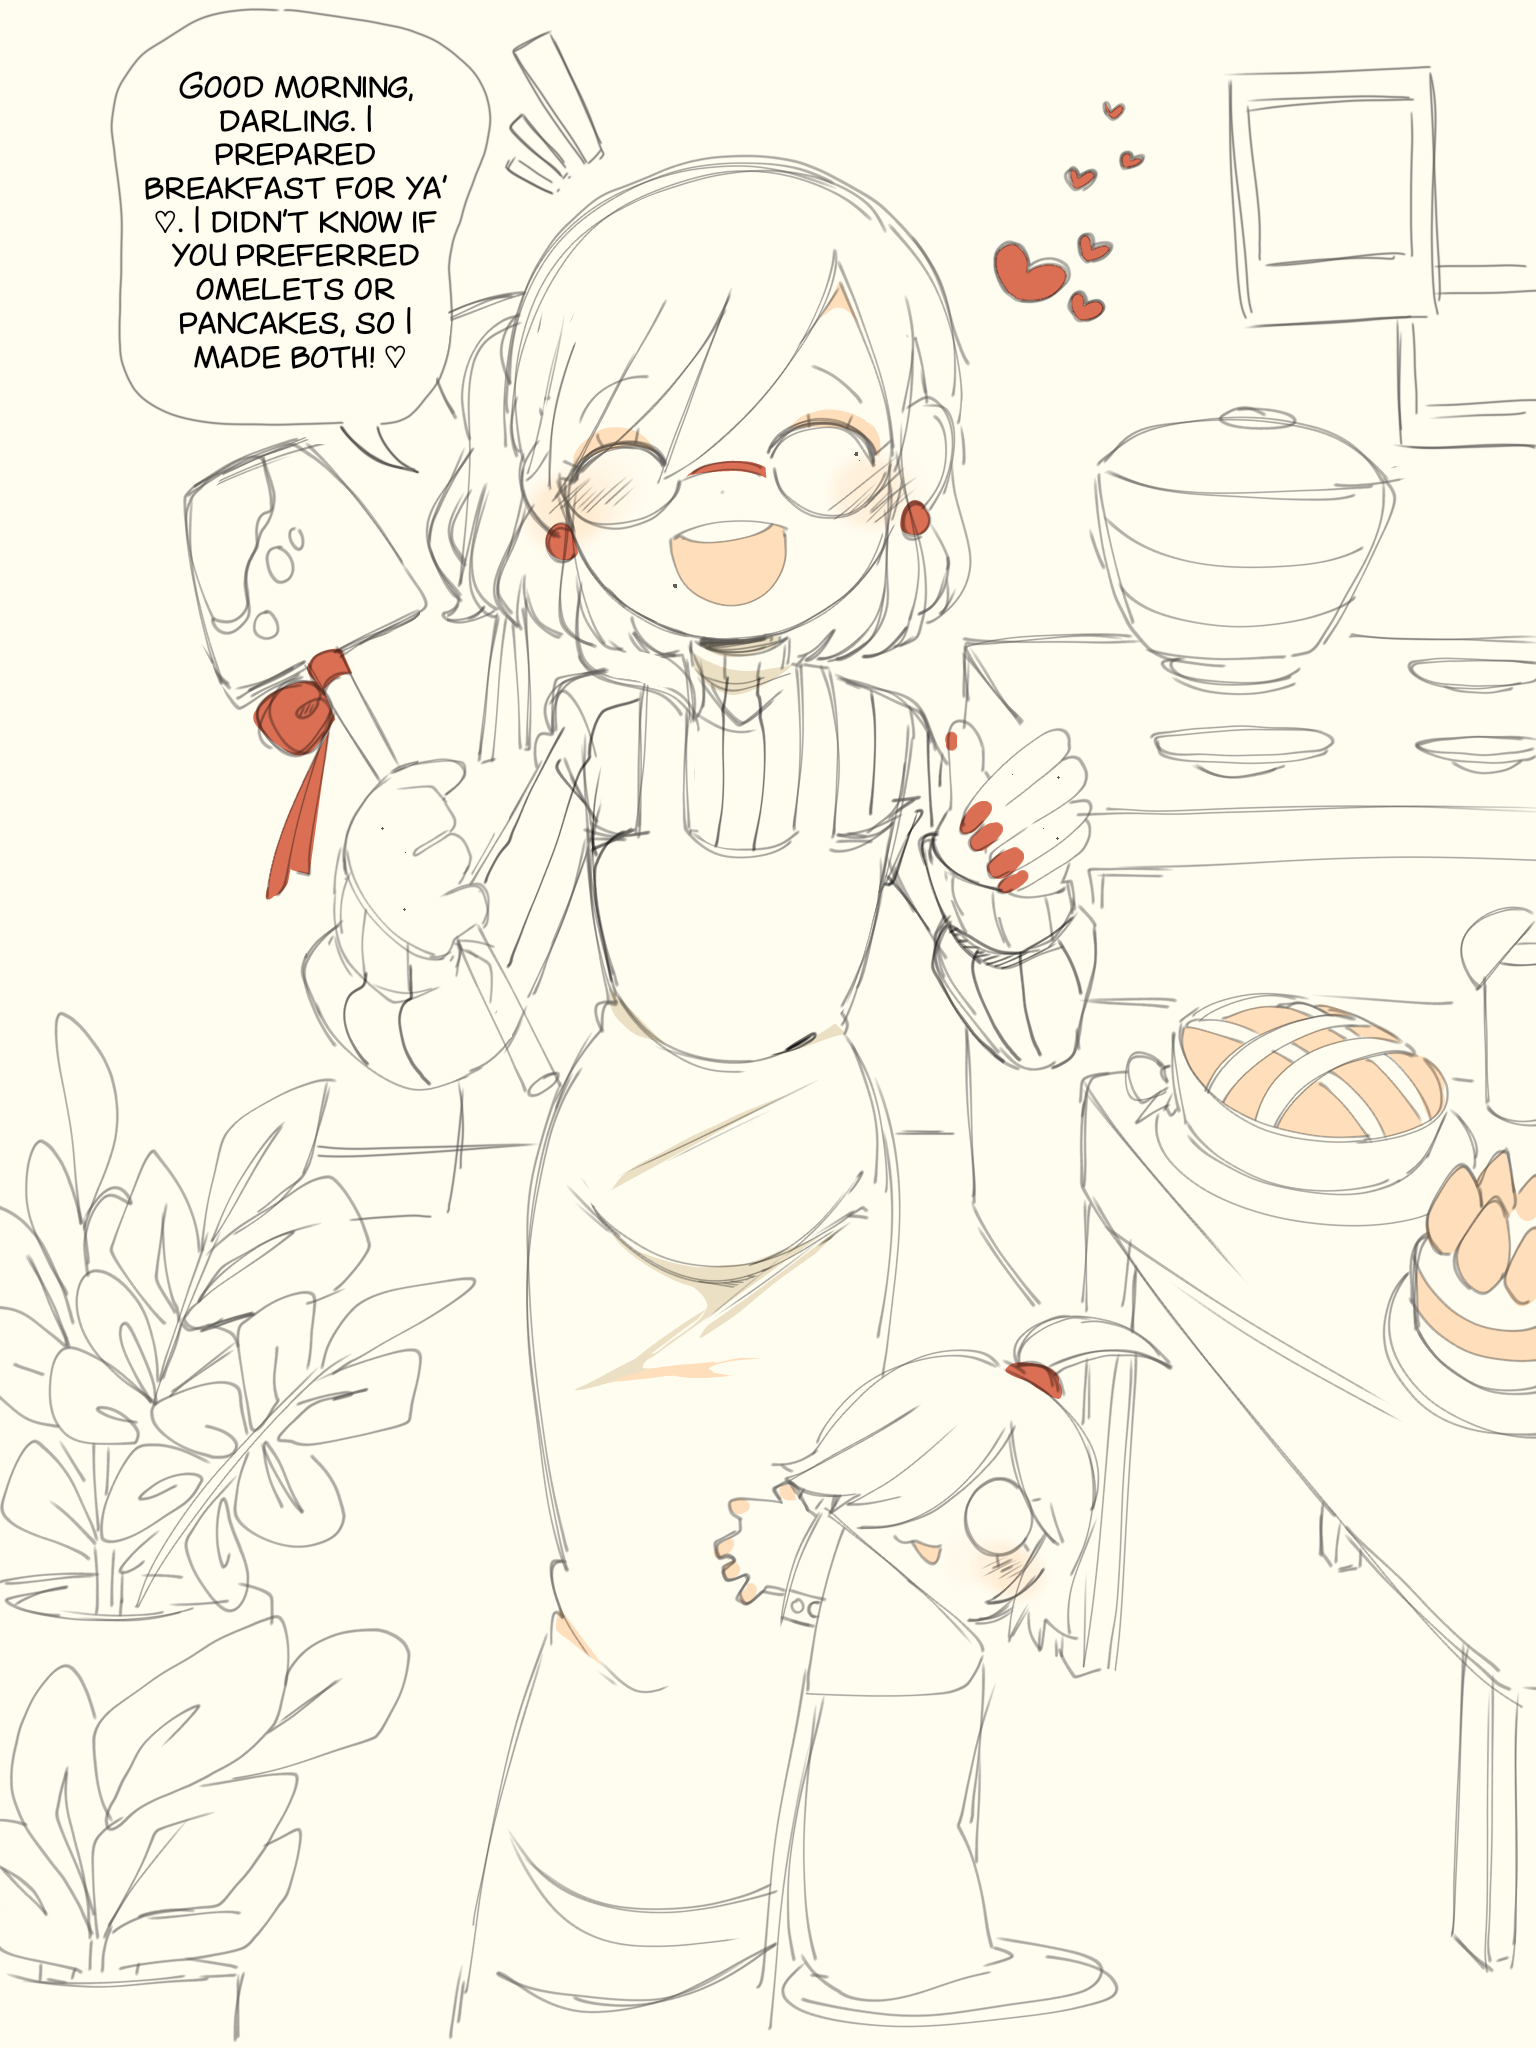 GOOD MORNING,
DARLING. I
PREPARED
BREAKFAST FOR YA'
♡. I DIDN'T KNOW IF
YOU PREFERRED
OMELETS OR
PANCAKES, SO I
MADE BOTH! ♡